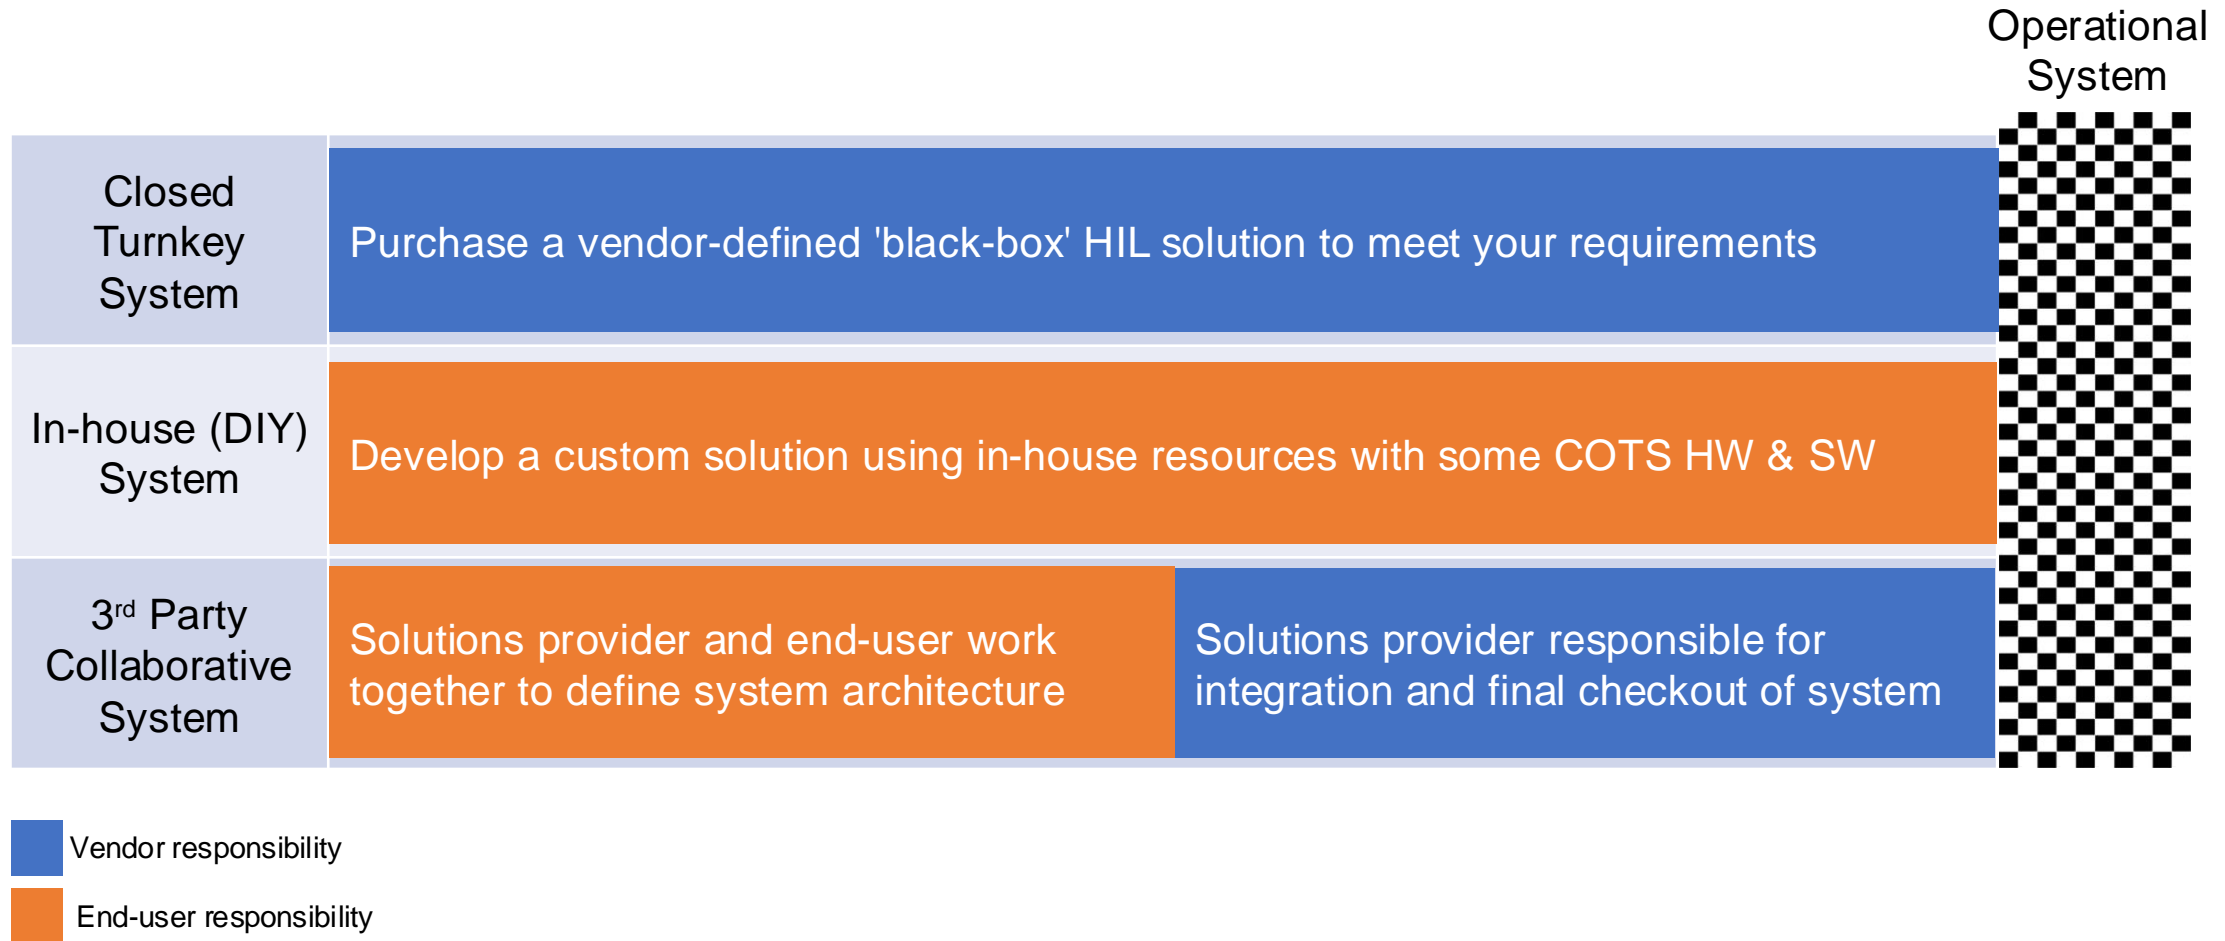 Operational
System
Closed
Turnkey
System
Purchase a vendor-defined 'black-box' HIL solution to meet your requirements
In-house (DIY)
System
Develop a custom solution using in-house resources with some COTS HW & SW
3rd Party
Collaborative
System
Solutions provider and end-user work
together to define system architecture
Solutions provider responsible for
integration and final checkout of system
Vendor responsibility
End-user responsibility